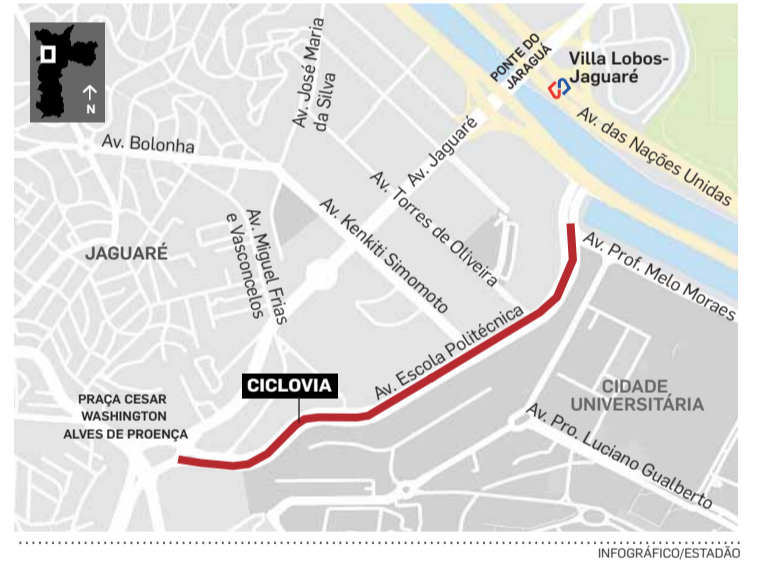 N
PONTE DO
JARAGUÁ
Villa Lobos-
Jaguaré
Av. José Maria
da Silva
Av. das Nações Unidas
Av. Bolonha
Av. Jaguaré
Av. Torres de Oliveira
Av. Kenkiti Simomoto
Av. Miguel Frias
e Vasconcelos
JAGUARÉ
Av. Prof. Melo Moraes
Av. Escola Politécnica
CICLOVIA
CIDADE
UNIVERSITÁRIA
PRAÇA CESAR
WASHINGTON
ALVES DE PROENÇA
Av. Pro. Luciano Gualberto
INFOGRÁFICO/ESTADÃO